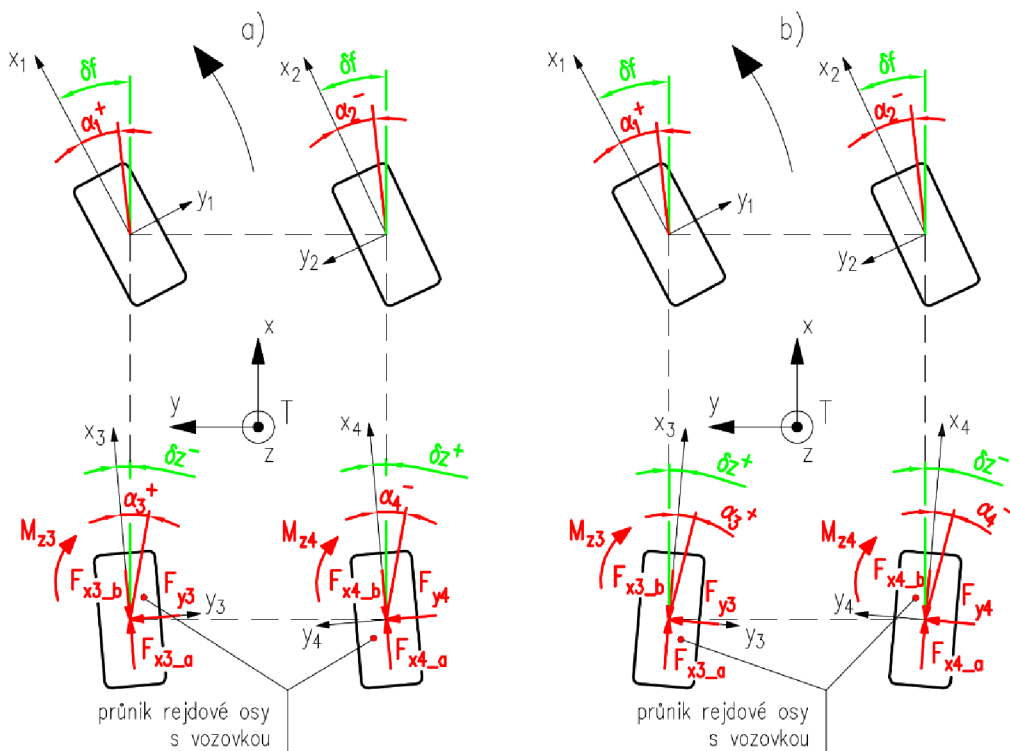 a)
b)
x1
δf
x2
δf
x1
δf
x2
δf
α1+
α2-
α1+
α2-
y1
y2
y1
y2
x
y
T
z
x
y
T
z
x3
δz-
x4
δz+
x3
δz+
x4
δz-
α3+
α4-
α3+
α4-
Mz3
Mz4
Mz3
Mz4
Fx3_b
Fy3
Fx4_b
Fy4
Fx3_b
Fy3
Fx4_b
Fy4
y3
y4
y3
y4
Fx3_a
Fx4_a
Fx3_a
Fx4_a
průnik rejdové osy
s vozovkou
průnik rejdové osy
s vozovkou